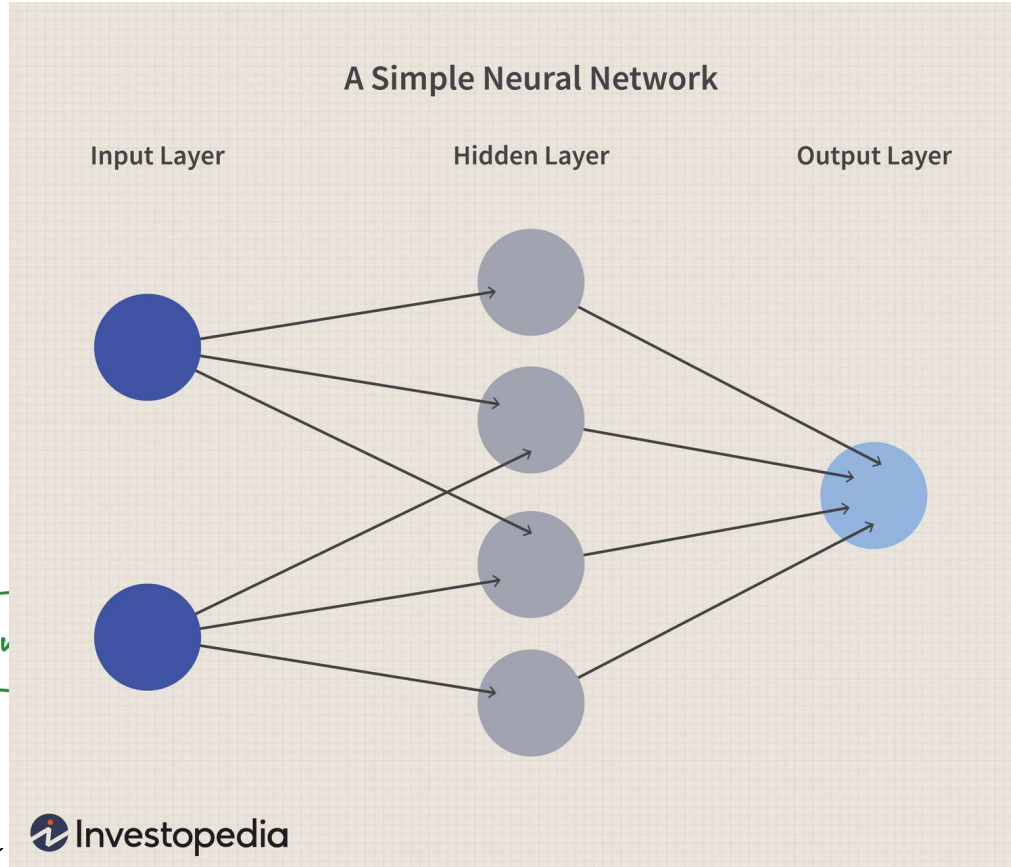 A Simple Neural Network
Input Layer Hidden Layer Output Layer
Investopedia